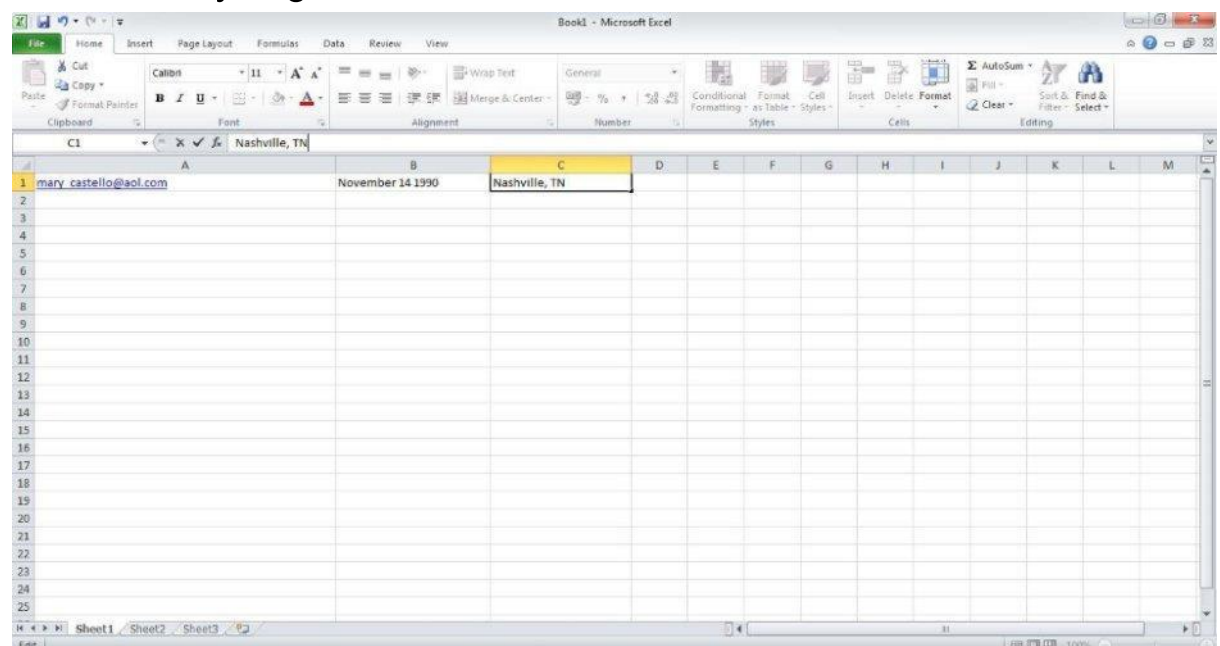 Book1 - Microsoft Excel
File Home Insert Page Layout Formulas Data Review View
Paste
Cut
Copy
Format Painter
Clipboard
Calibri 11 A A
B I U A
Font
Wrap Text
Merge & Center
Alignment
General
%
Number
Conditional Formatting
Format as Table
Cell Styles
Styles
Insert Delete Format
Cells
Σ AutoSum
Fill
Clear
Sort & Filter
Find & Select
Editing
C1 fx Nashville, TN
A B C D E F G H I J K L M
1 mary_castello@aol.com November 14 1990 Nashville, TN
2
3
4
5
6
7
8
9
10
11
12
13
14
15
16
17
18
19
20
21
22
23
24
25
Sheet1 Sheet2 Sheet3
Edit 100%